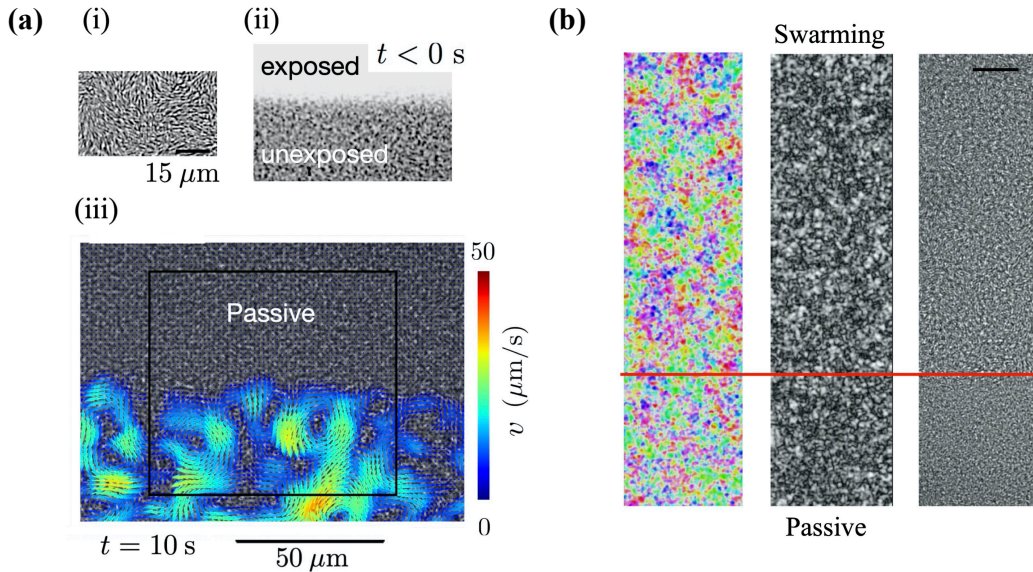 (a)
(i)
15 μm
(ii)
exposed
t < 0 s
unexposed
(iii)
Passive
50
v (μm/s)
0
t = 10 s
50 μm
(b)
Swarming
Passive